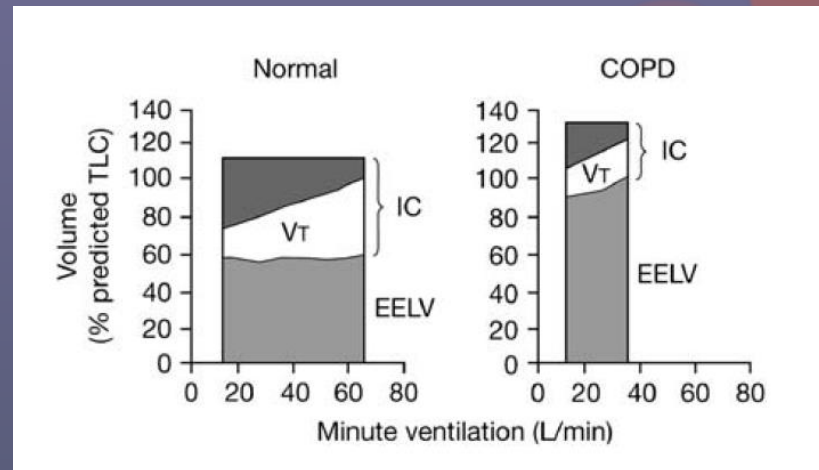 Normal
COPD
Volume
(% predicted TLC)
140
120
100
80
60
40
20
0
VT
IC
EELV
0 20 40 60 80
140
120
100
80
60
40
20
0
VT
IC
EELV
0 20 40 60 80
Minute ventilation (L/min)